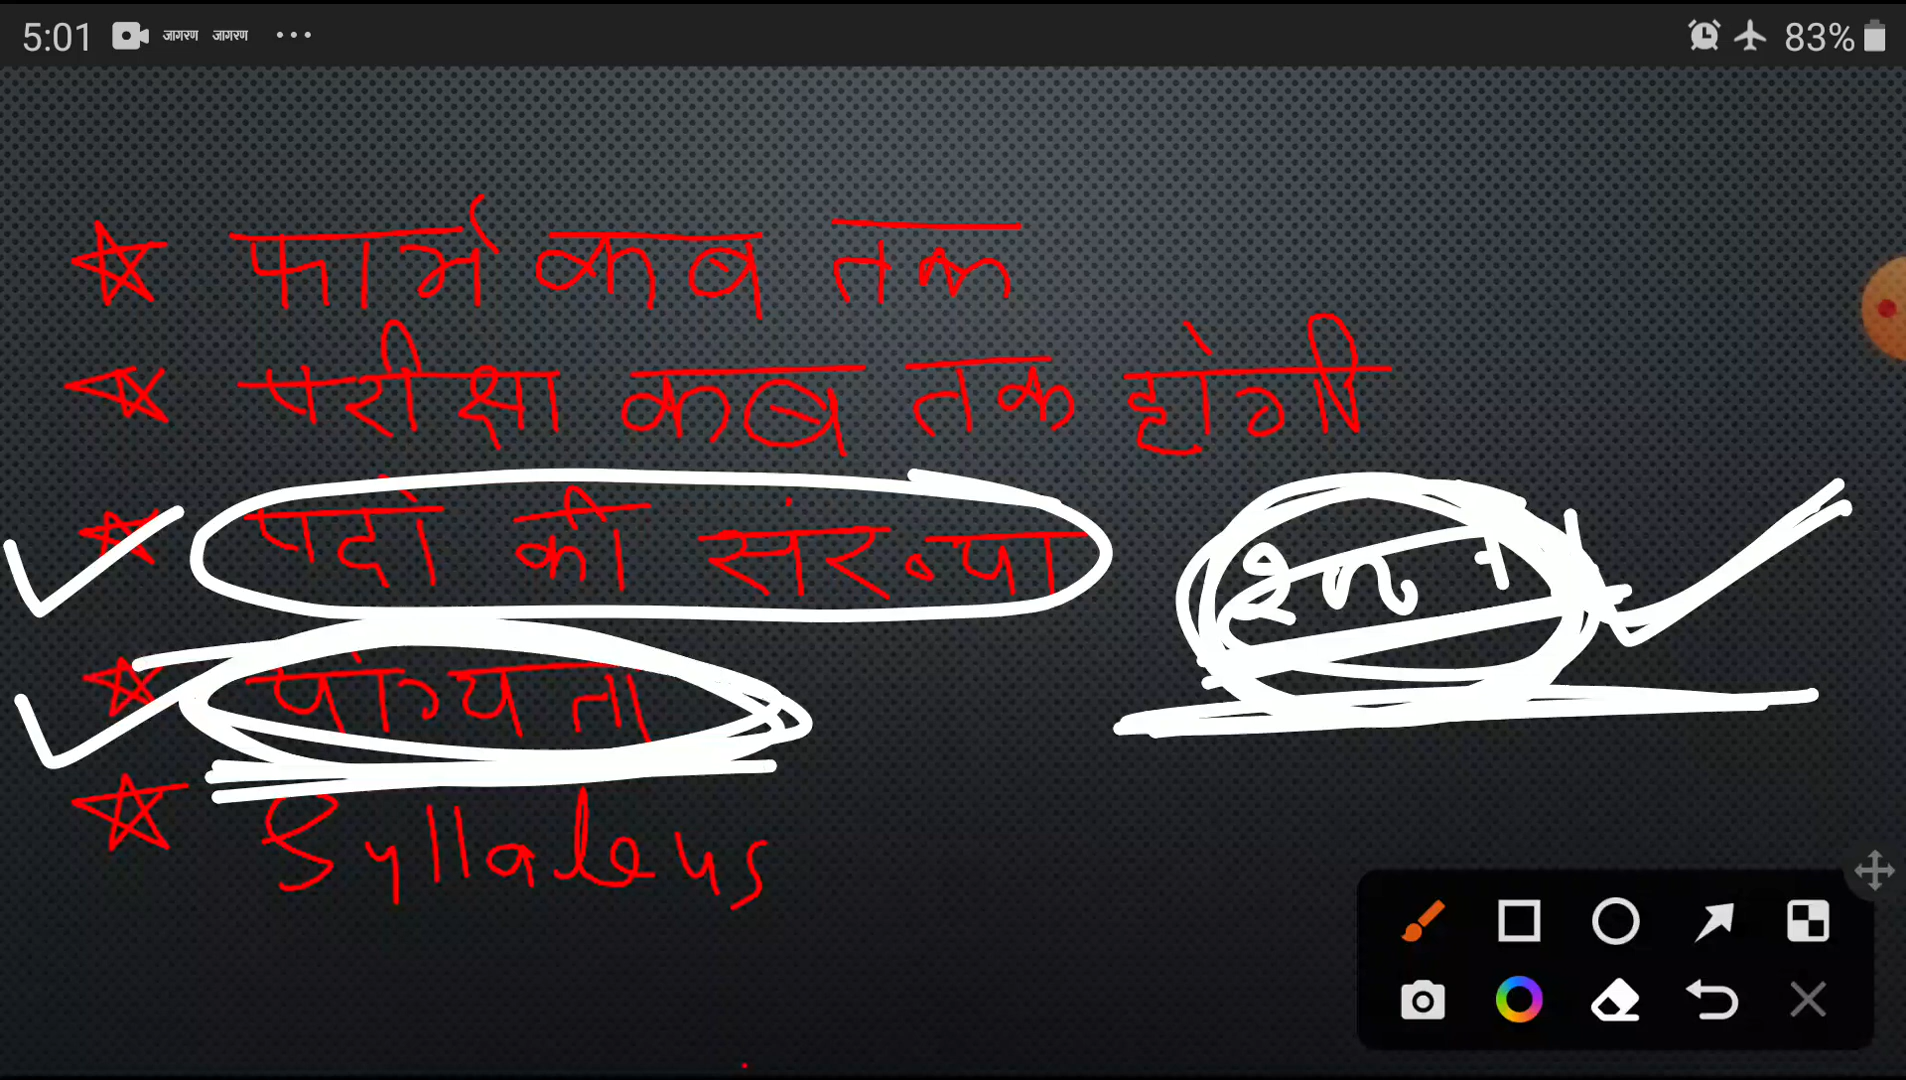 5:01 जागरण जागरण ... 83%
फार्म कब तक
परीक्षा कब तक होगी
पदों की संख्या
योग्यता
Syllabus